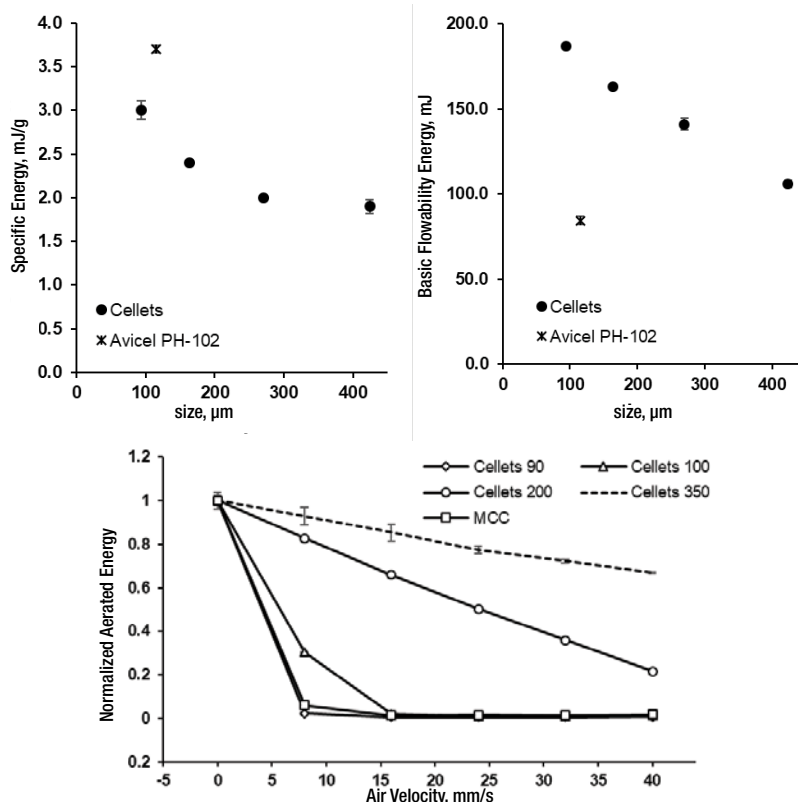 4.0
3.5
3.0
2.5
2.0
1.5
1.0
0.5
0.0
Specific Energy, mJ/g
Cellets
Avicel PH-102
0 100 200 300 400
size, µm
200.0
150.0
100.0
50.0
0.0
Basic Flowability Energy, mJ
Cellets
Avicel PH-102
0 100 200 300 400
size, µm
1.2
1
0.8
0.6
0.4
0.2
0
0.2
Normalized Aerated Energy
Cellets 90 Cellets 100
Cellets 200 Cellets 350
MCC
-5 0 5 10 15 20 25 30 35 40 45
Air Velocity, mm/s